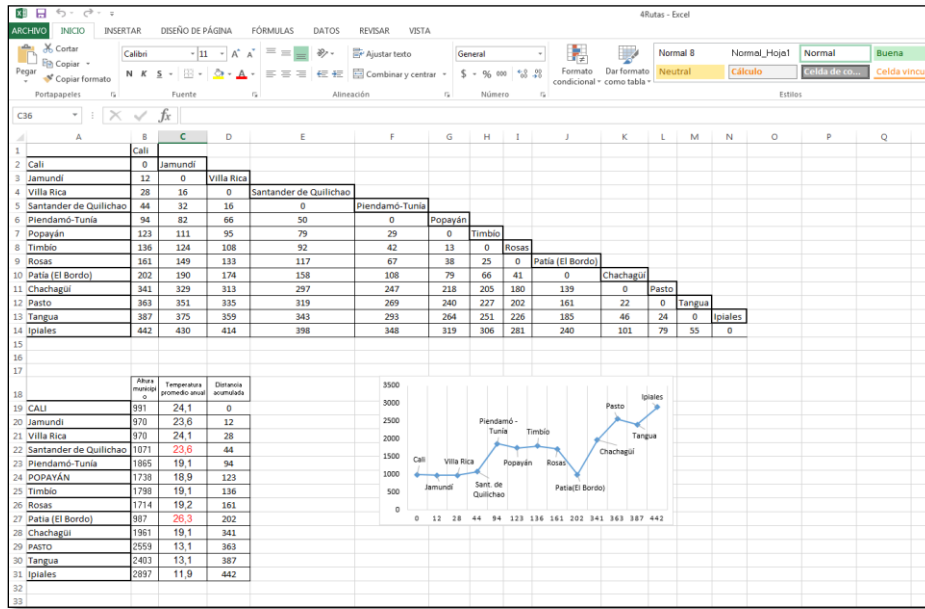 4Rutas - Excel
ARCHIVO INICIO INSERTAR DISEÑO DE PÁGINA FÓRMULAS DATOS REVISAR VISTA
Pegar
Cortar
Copiar
Copiar formato
Portapapeles
Calibri 11 A A
N K S A
Fuente
Ajustar texto
Combinar y centrar
Alineación
General
$ % 000
Número
Formato condicional
Dar formato como tabla
Normal 8 Normal_Hoja1 Normal Buena
Neutral Cálculo Celda de co... Celda vincu
Estilos
C36 fx
A B C D E F G H I J K L M N O P Q
1 Cali
2 Cali 0 Jamundí
3 Jamundí 12 0 Villa Rica
4 Villa Rica 28 16 0 Santander de Quilichao
5 Santander de Quilichao 44 32 16 0 Piendamó-Tunía
6 Piendamó-Tunía 94 82 66 50 0 Popayán
7 Popayán 123 111 95 79 29 0 Timbío
8 Timbío 136 124 108 92 42 13 0 Rosas
9 Rosas 161 149 133 117 67 38 25 0 Patía (El Bordo)
10 Patía (El Bordo) 202 190 174 158 108 79 66 41 0 Chachagüí
11 Chachagüí 341 329 313 297 247 218 205 180 139 0 Pasto
12 Pasto 363 351 335 319 269 240 227 202 161 22 0 Tangua
13 Tangua 387 375 359 343 293 264 251 226 185 46 24 0 Ipiales
14 Ipiales 442 430 414 398 348 319 306 281 240 101 79 55 0
15
16
17
18 Altura municipio Temperatura promedio anual Distancia acumulada
19 CALI 991 24,1 0
20 Jamundi 970 23,6 12
21 Villa Rica 970 24,1 28
22 Santander de Quilichao 1071 23,6 44
23 Piendamó-Tunía 1865 19,1 94
24 POPAYÁN 1738 18,9 123
25 Timbío 1798 19,1 136
26 Rosas 1714 19,2 161
27 Patia (El Bordo) 987 26,3 202
28 Chachagüi 1961 19,1 341
29 PASTO 2559 13,1 363
30 Tangua 2403 13,1 387
31 Ipiales 2897 11,9 442
32
33
3500
3000
2500
2000
1500
1000
500
0
Cali
Jamundí
Villa Rica
Sant. de Quilichao
Piendamó - Tunía
Popayán
Timbío
Rosas
Patia(El Bordo)
Chachagüí
Pasto
Tangua
Ipiales
0 12 28 44 94 123 136 161 202 341 363 387 442